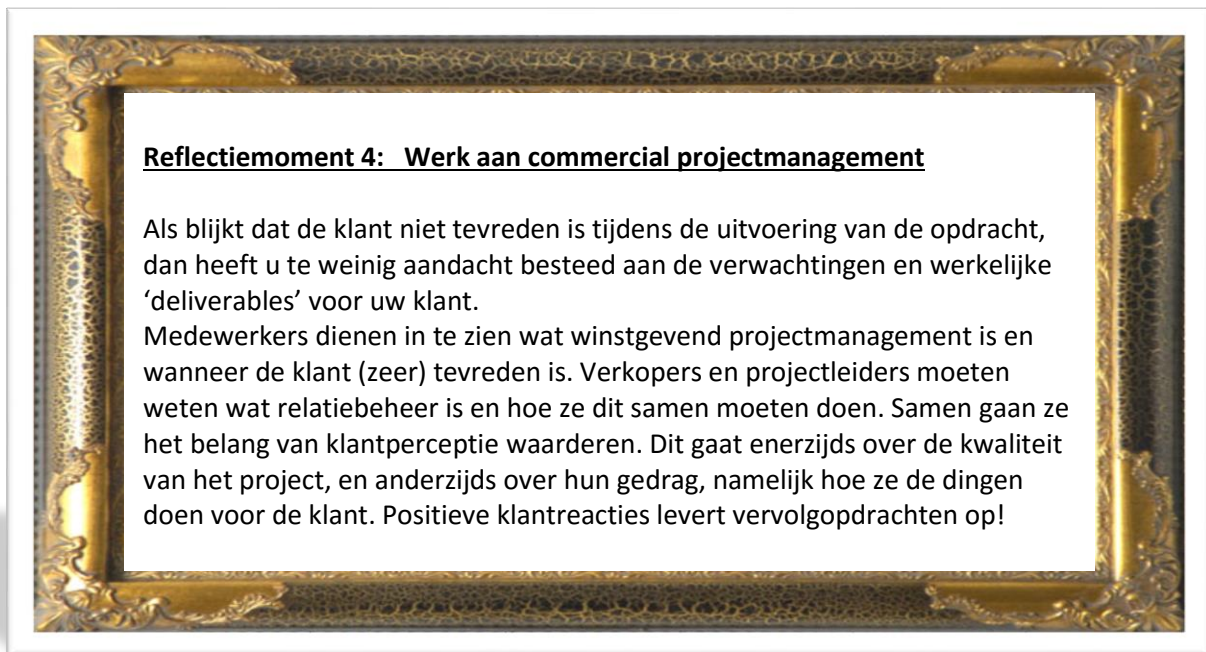 Reflectiemoment 4:   Werk aan commercial projectmanagement
Als blijkt dat de klant niet tevreden is tijdens de uitvoering van de opdracht,
dan heeft u te weinig aandacht besteed aan de verwachtingen en werkelijke
‘deliverables’ voor uw klant.
Medewerkers dienen in te zien wat winstgevend projectmanagement is en
wanneer de klant (zeer) tevreden is. Verkopers en projectleiders moeten
weten wat relatiebeheer is en hoe ze dit samen moeten doen. Samen gaan ze
het belang van klantperceptie waarderen. Dit gaat enerzijds over de kwaliteit
van het project, en anderzijds over hun gedrag, namelijk hoe ze de dingen
doen voor de klant. Positieve klantreacties levert vervolgopdrachten op!